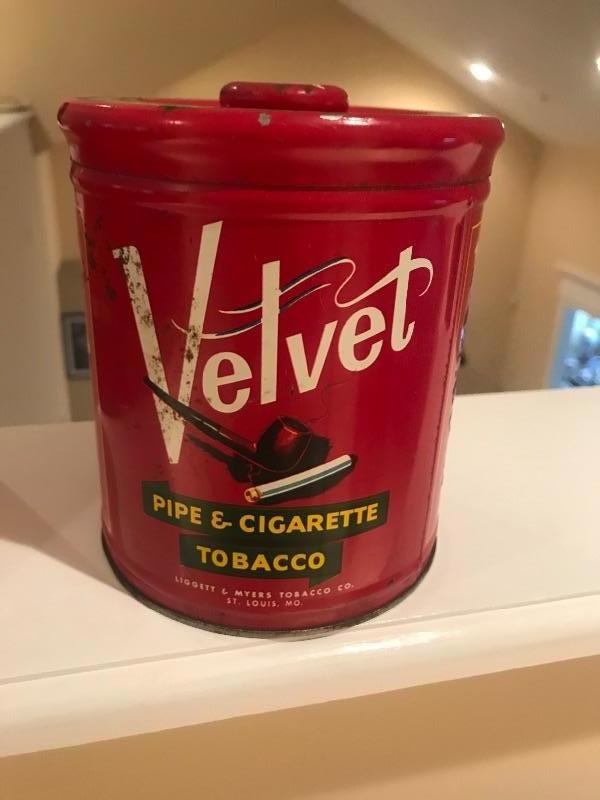 Velvet
PIPE & CIGARETTE
TOBACCO
LIGGETT & MYERS TOBACCO CO.
ST. LOUIS, MO.